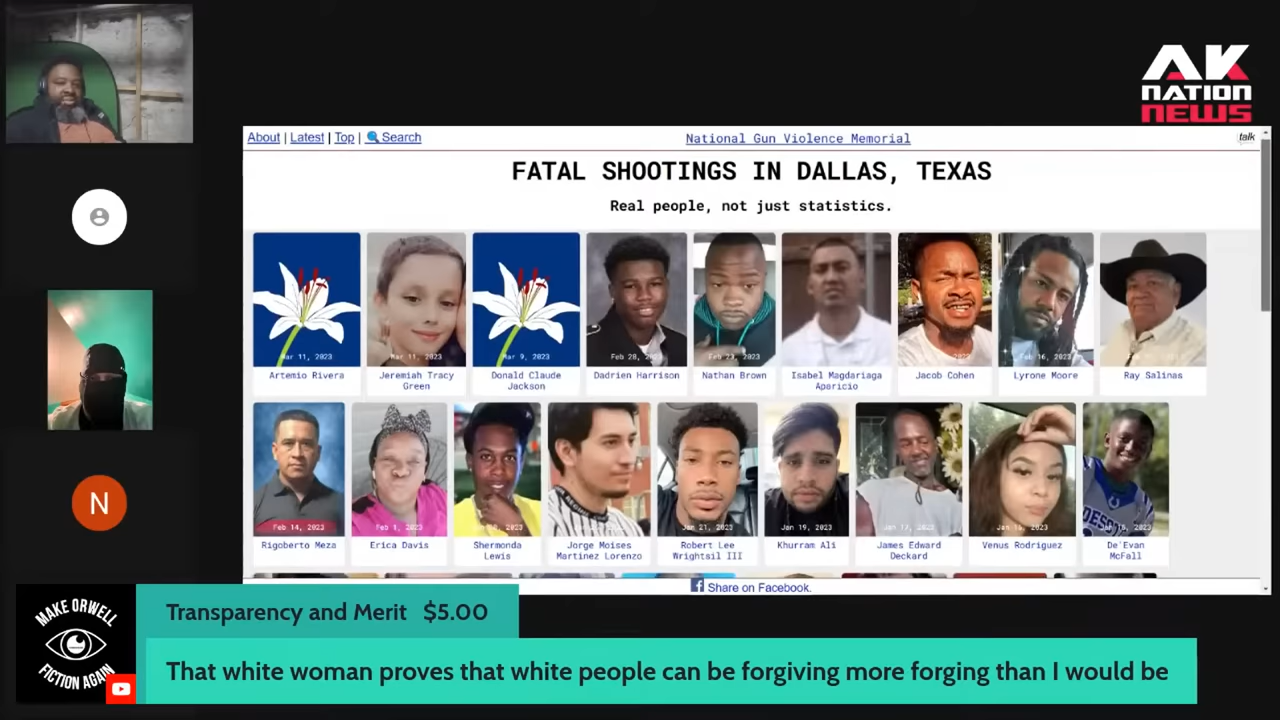 AK
NATION
NEWS
About | Latest | Top | Search
National Gun Violence Memorial
talk
FATAL SHOOTINGS IN DALLAS, TEXAS
Real people, not just statistics.
Mar 11, 2023
Mar 11, 2023
Mar 9, 2023
Feb 28, 2023
Feb 23, 2023
Feb 16, 2023
Artemio Rivera
Jeremiah Tracy
Green
Donald Claude
Jackson
Dadrien Harrison
Nathan Brown
Isabel Magdariaga
Aparicio
Jacob Cohen
Lyrone Moore
Ray Salinas
Feb 14, 2023
Feb 1, 2023
Jan 21, 2023
Jan 19, 2023
Rigoberto Meza
Erica Davis
Shermonda
Lewis
Jorge Moises
Martinez Lorenzo
Robert Lee
Wrightsil III
Khurram Ali
James Edward
Deckard
Venus Rodriguez
De'Evan
McFall
Share on Facebook.
N
MAKE ORWELL
FICTION AGAIN
Transparency and Merit $5.00
That white woman proves that white people can be forgiving more forging than I would be